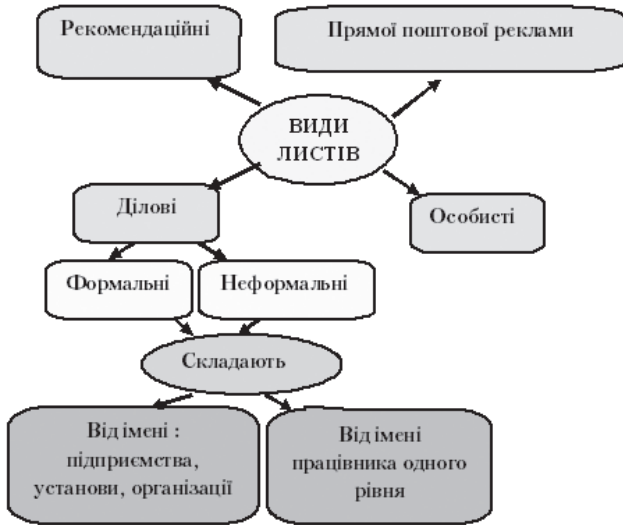 Рекомендаційні
Прямої поштової реклами
ВИДИ
ЛИСТІВ
Ділові
Особисті
Формальні
Неформальні
Складають
Від імені :
підприємства,
установи, організації
Від імені
працівника одного
рівня